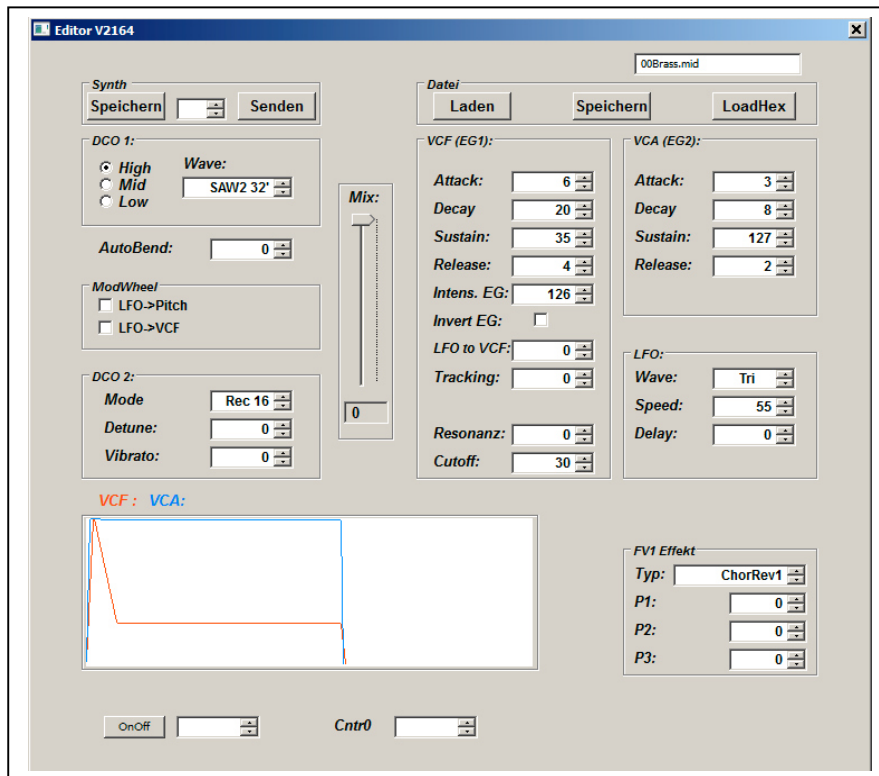 Editor V2164
00Brass.mid
Synth
Speichern
Senden
Datei
Laden
Speichern
LoadHex
DCO 1:
High
Mid
Low
Wave:
SAW2 32'
AutoBend:
0
ModWheel
LFO->Pitch
LFO->VCF
DCO 2:
Mode
Rec 16
Detune:
0
Vibrato:
0
Mix:
0
VCF (EG1):
Attack:
6
Decay
20
Sustain:
35
Release:
4
Intens. EG:
126
Invert EG:
LFO to VCF:
0
Tracking:
0
Resonanz:
0
Cutoff:
30
VCA (EG2):
Attack:
3
Decay
8
Sustain:
127
Release:
2
LFO:
Wave:
Tri
Speed:
55
Delay:
0
VCF : VCA:
FV1 Effekt
Typ:
ChorRev1
P1:
0
P2:
0
P3:
0
OnOff
Cntr0